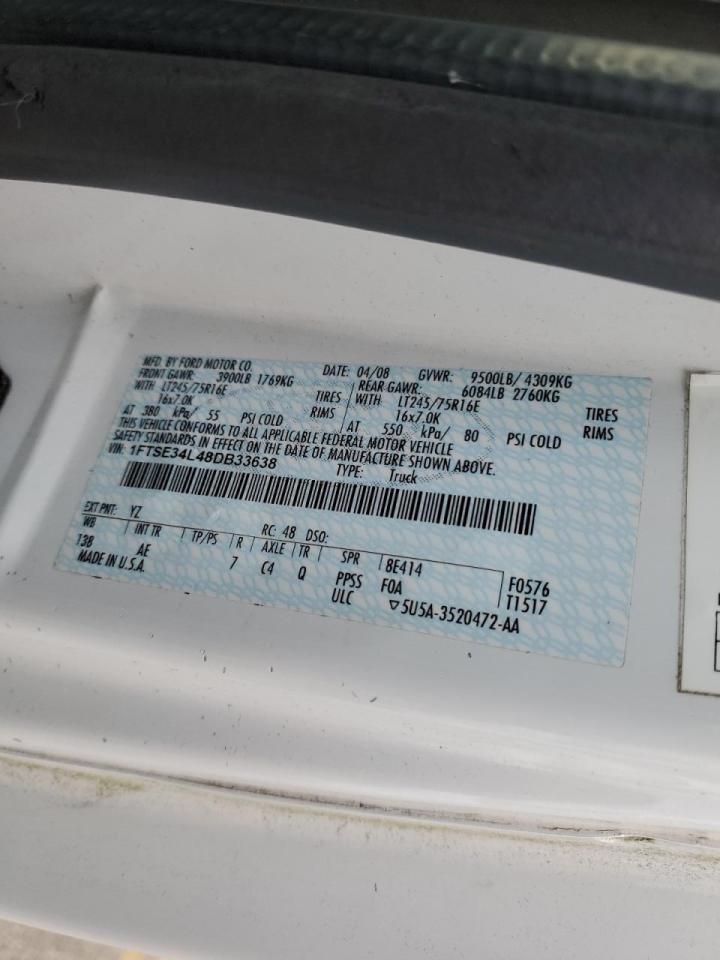 MFD. BY FORD MOTOR CO. DATE: 04/08 GVWR: 9500LB/ 4309KG
FRONT GAWR: 3900LB 1769KG REAR GAWR: 6084LB 2760KG
WITH LT245/75R16E TIRES WITH LT245/75R16E TIRES
16x7.0K RIMS 16x7.0K RIMS
AT 380 kPa/ 55 PSI COLD AT 550 kPa/ 80 PSI COLD
THIS VEHICLE CONFORMS TO ALL APPLICABLE FEDERAL MOTOR VEHICLE
SAFETY STANDARDS IN EFFECT ON THE DATE OF MANUFACTURE SHOWN ABOVE.
VIN: 1FTSE34L48DB33638 TYPE: Truck
EXT PNT: YZ RC: 48 DSO:
WB INT TR TP/PS R AXLE TR SPR 8E414 F0576
138 AE 7 C4 Q PPSS F0A T1517
MADE IN U.S.A. ULC ▽5U5A-3520472-AA